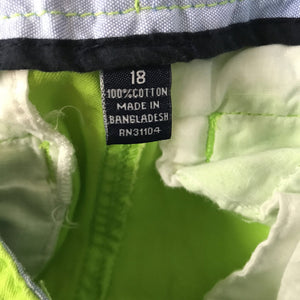 18
100%COTTON
MADE IN
BANGLADESH
RN31104